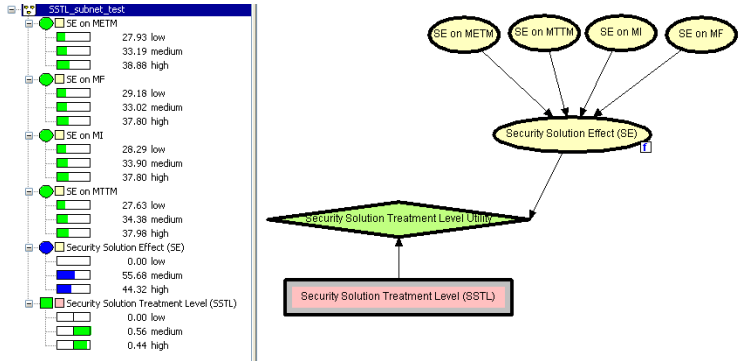 SSTL_subnet_test
SE on METM
27.93 low
33.19 medium
38.88 high
SE on MF
29.18 low
33.02 medium
37.80 high
SE on MI
28.29 low
33.90 medium
37.80 high
SE on MTTM
27.63 low
34.38 medium
37.98 high
Security Solution Effect (SE)
0.00 low
55.68 medium
44.32 high
Security Solution Treatment Level (SSTL)
0.00 low
0.56 medium
0.44 high
SE on METM
SE on MTTM
SE on MI
SE on MF
Security Solution Effect (SE)
f
Security Solution Treatment Level Utility
Security Solution Treatment Level (SSTL)